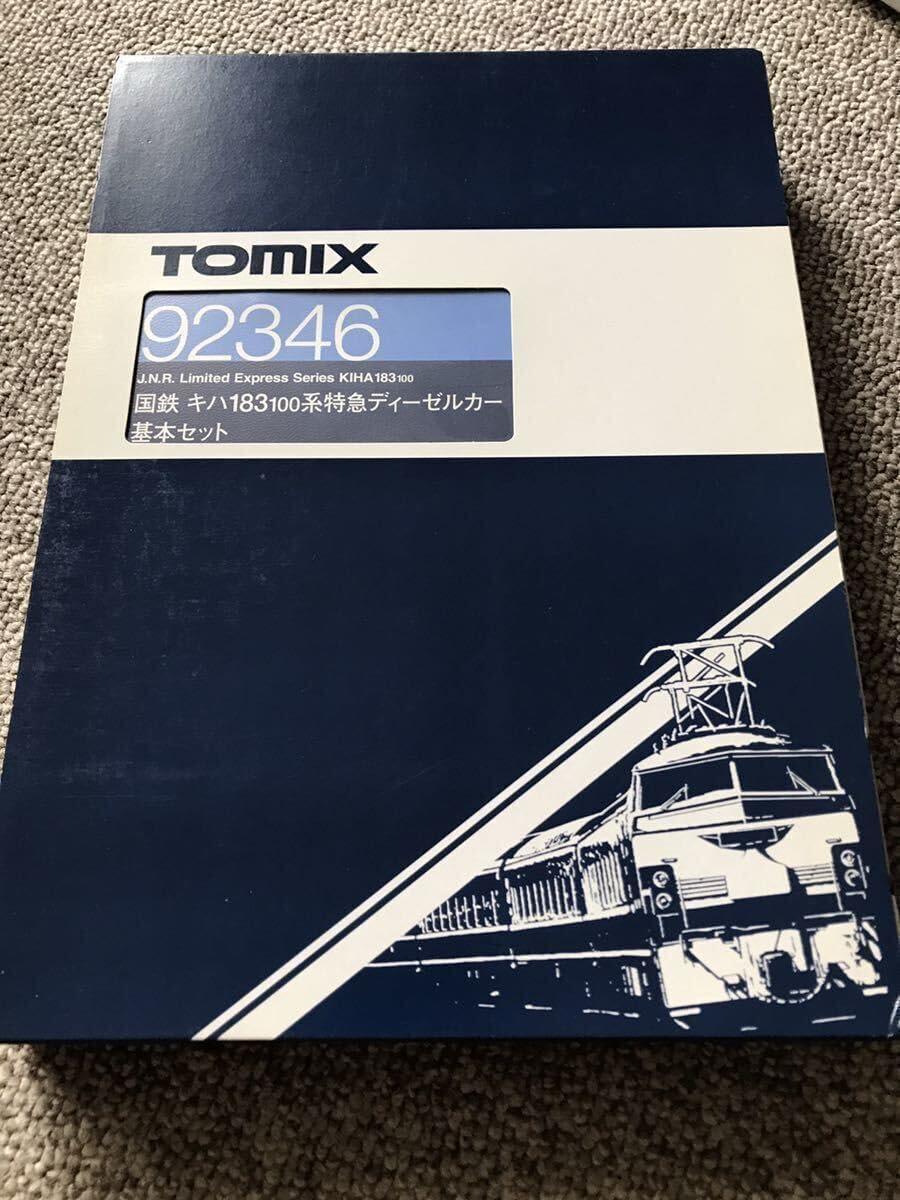 TOMIX
92346
J.N.R. Limited Express Series KIHA183100
国鉄 キハ183100系特急ディーゼルカー
基本セット